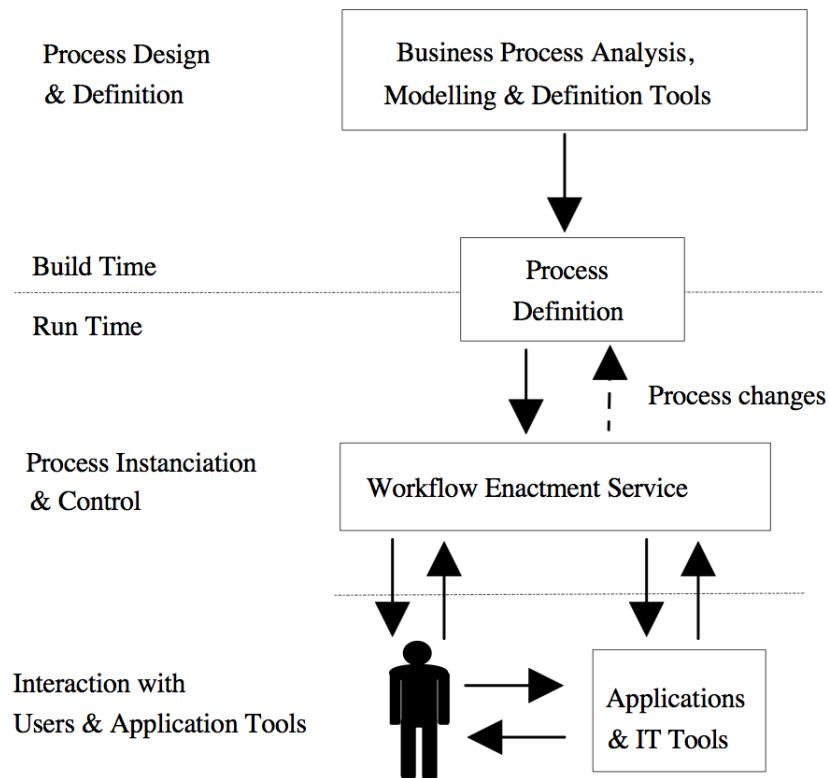 Process Design
& Definition
Business Process Analysis,
Modelling & Definition Tools
Build Time
Process
Definition
Run Time
Process changes
Process Instanciation
& Control
Workflow Enactment Service
Interaction with
Users & Application Tools
Applications
& IT Tools